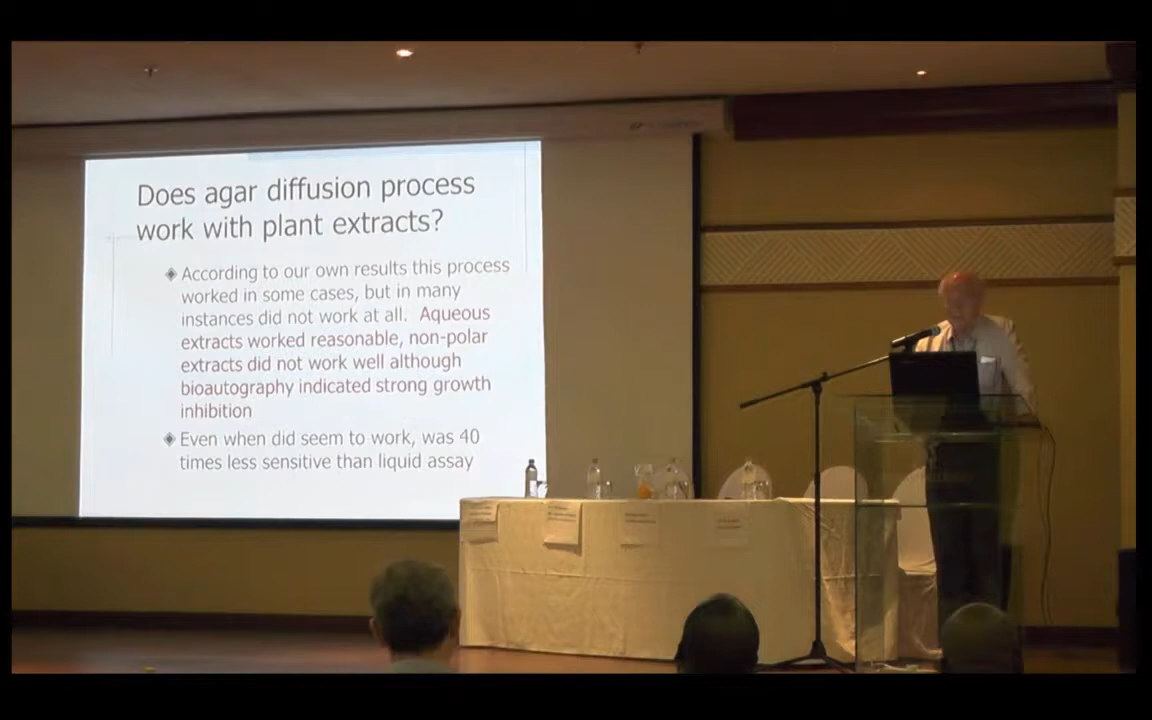 Does agar diffusion process
work with plant extracts?
According to our own results this process
worked in some cases, but in many
instances did not work at all. Aqueous
extracts worked reasonable, non-polar
extracts did not work well although
bioautography indicated strong growth
inhibition
Even when did seem to work, was 40
times less sensitive than liquid assay